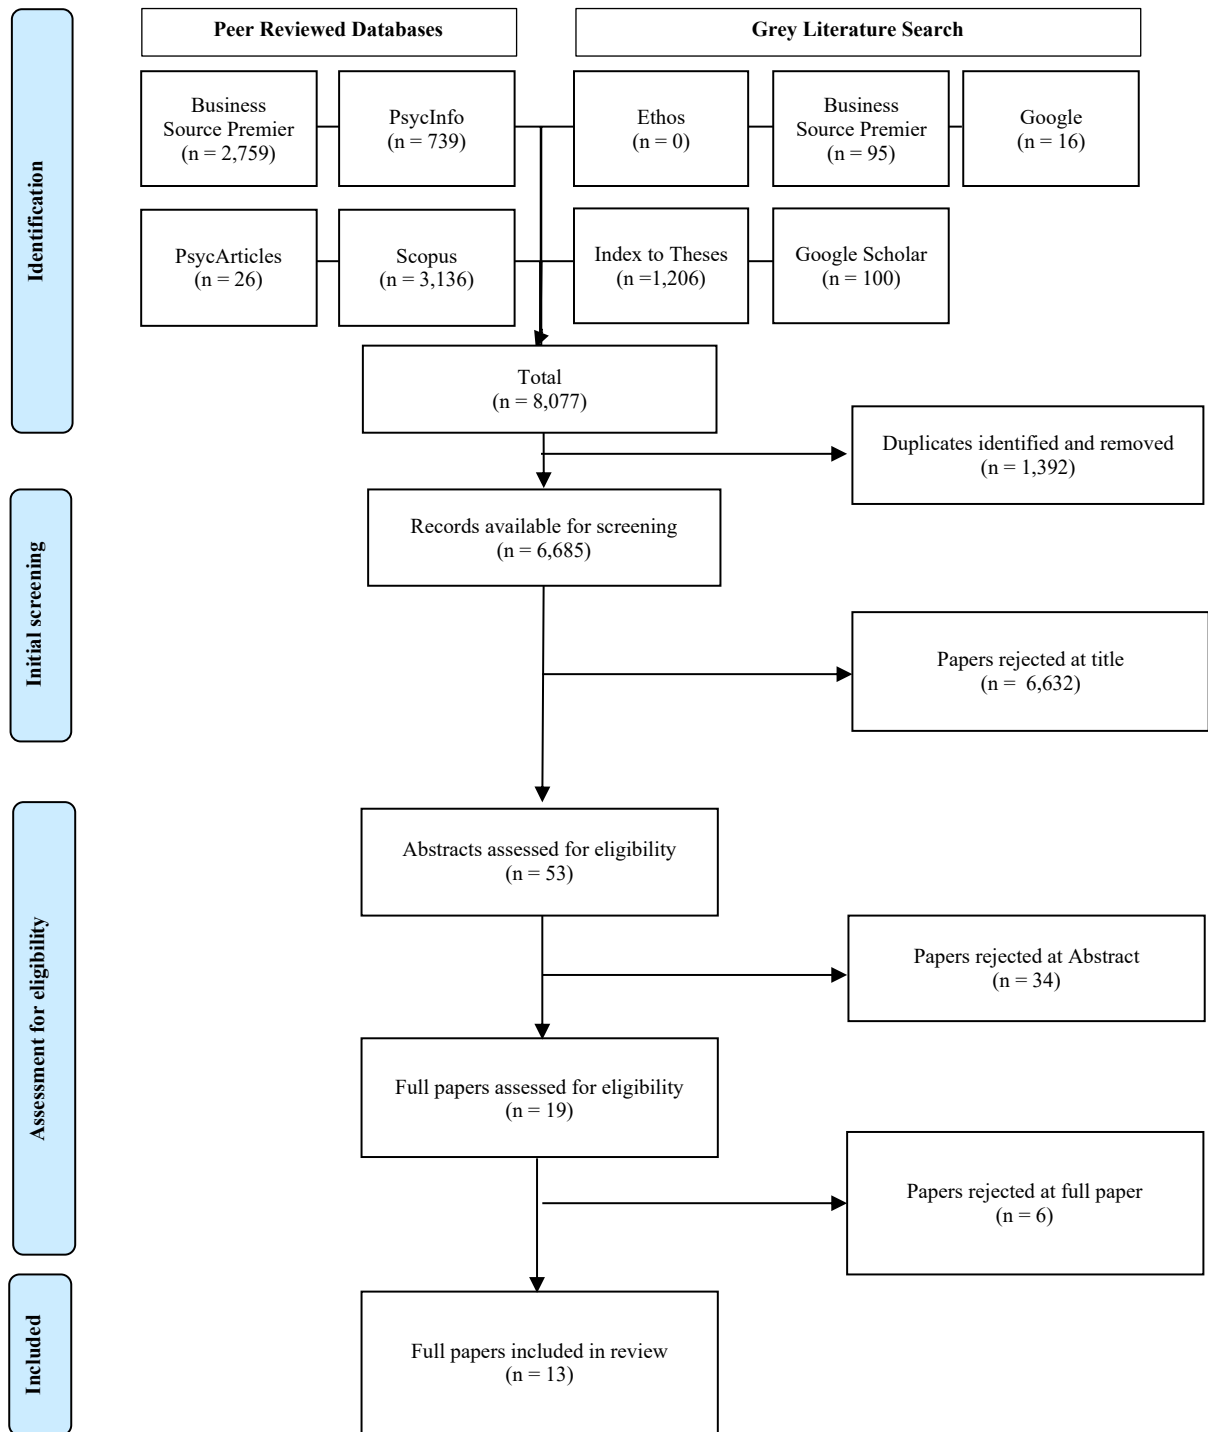 Peer Reviewed Databases
Grey Literature Search
Identification
Business
Source Premier
(n = 2,759)
PsycInfo
(n = 739)
Ethos
(n = 0)
Business
Source Premier
(n = 95)
Google
(n = 16)
PsycArticles
(n = 26)
Scopus
(n = 3,136)
Index to Theses
(n =1,206)
Google Scholar
(n = 100)
Total
(n = 8,077)
Duplicates identified and removed
(n = 1,392)
Initial screening
Records available for screening
(n = 6,685)
Papers rejected at title
(n =  6,632)
Assessment for eligibility
Abstracts assessed for eligibility
(n = 53)
Papers rejected at Abstract
(n = 34)
Full papers assessed for eligibility
(n = 19)
Papers rejected at full paper
(n = 6)
Included
Full papers included in review
(n = 13)